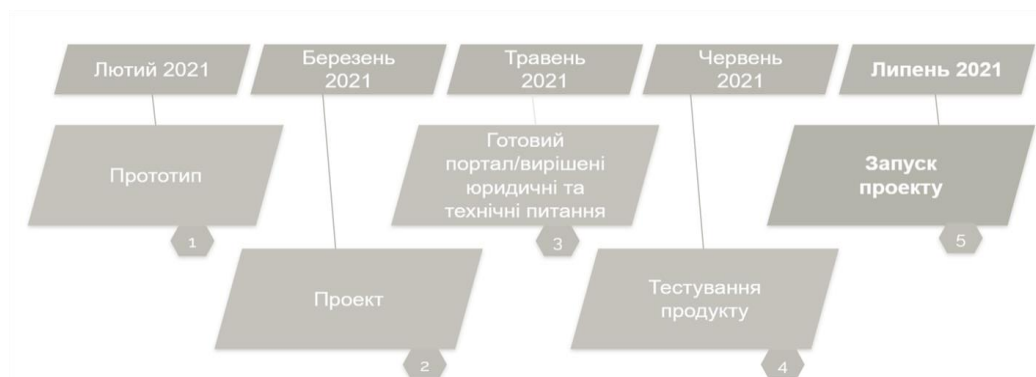 Лютий 2021
Березень
2021
Травень
2021
Червень
2021
Липень 2021
Прототип
1
Проект
2
Готовий
портал/вирішені
юридичні та
технічні питання
3
Тестування
продукту
4
Запуск
проекту
5